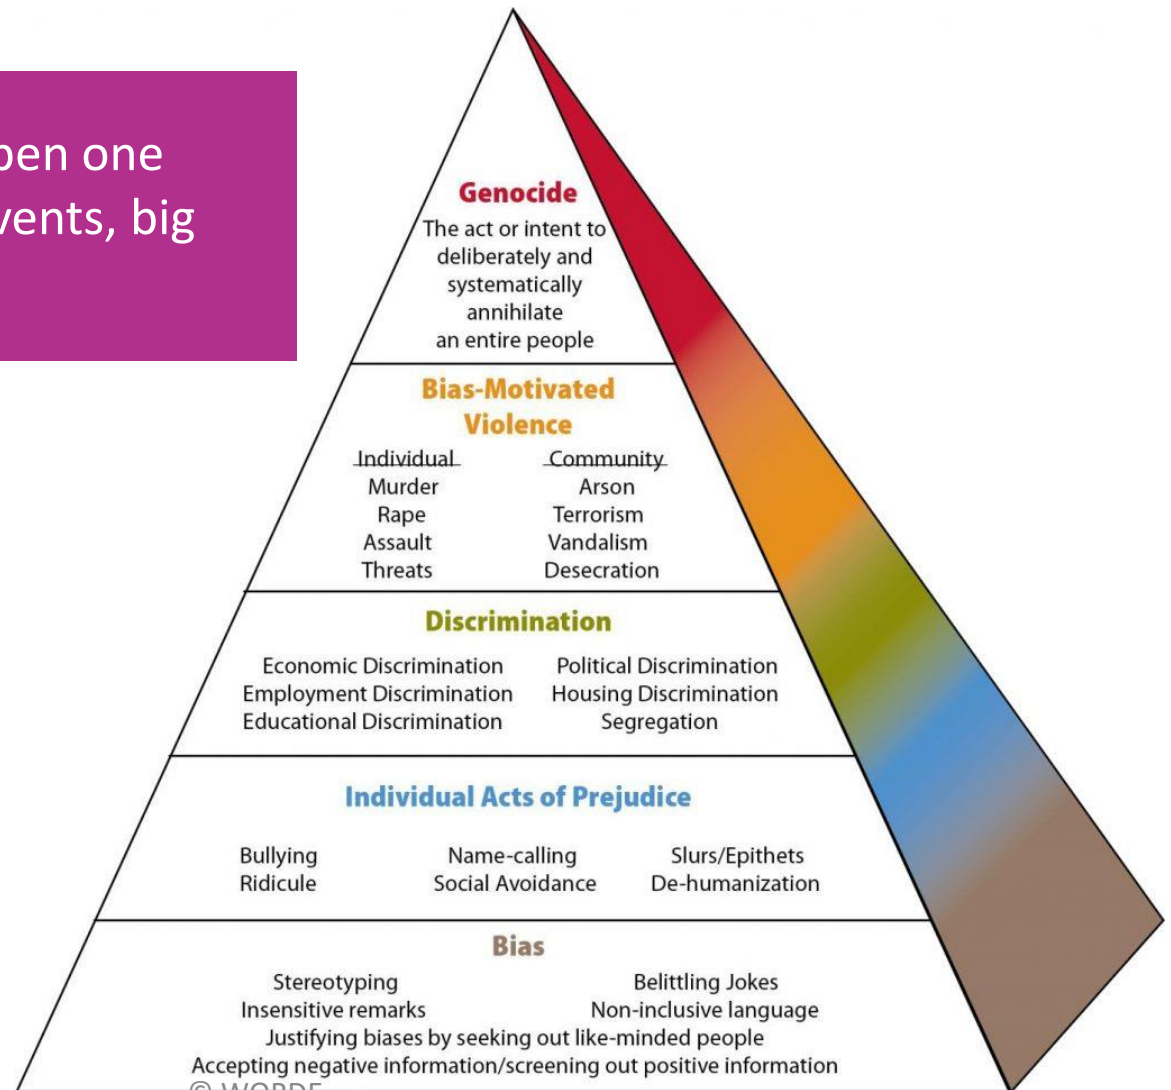 pen one
vents, big
Genocide
The act or intent to
deliberately and
systematically
annihilate
an entire people
Bias-Motivated
Violence
Individual Community
Murder Arson
Rape Terrorism
Assault Vandalism
Threats Desecration
Discrimination
Economic Discrimination Political Discrimination
Employment Discrimination Housing Discrimination
Educational Discrimination Segregation
Individual Acts of Prejudice
Bullying Name-calling Slurs/Epithets
Ridicule Social Avoidance De-humanization
Bias
Stereotyping Belittling Jokes
Insensitive remarks Non-inclusive language
Justifying biases by seeking out like-minded people
Accepting negative information/screening out positive information
© WORDE